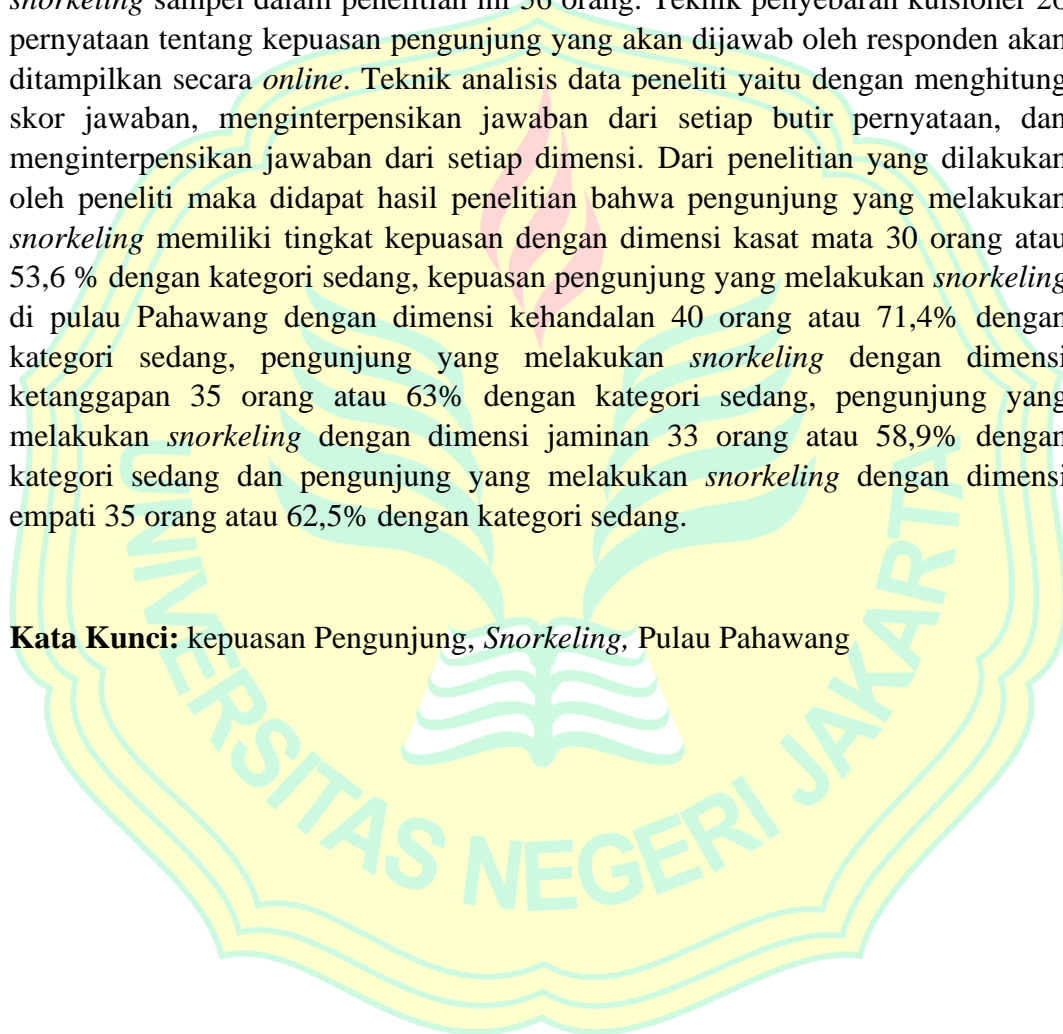 snorkeling sampel dalam penelitian ini 56 orang. Teknik penyebaran kuisioner 20
pernyataan tentang kepuasan pengunjung yang akan dijawab oleh responden akan
ditampilkan secara online. Teknik analisis data peneliti yaitu dengan menghitung
skor jawaban, menginterpensikan jawaban dari setiap butir pernyataan, dan
menginterpensikan jawaban dari setiap dimensi. Dari penelitian yang dilakukan
oleh peneliti maka didapat hasil penelitian bahwa pengunjung yang melakukan
snorkeling memiliki tingkat kepuasan dengan dimensi kasat mata 30 orang atau
53,6 % dengan kategori sedang, kepuasan pengunjung yang melakukan snorkeling
di pulau Pahawang dengan dimensi kehandalan 40 orang atau 71,4% dengan
kategori sedang, pengunjung yang melakukan snorkeling dengan dimensi
ketanggapan 35 orang atau 63% dengan kategori sedang, pengunjung yang
melakukan snorkeling dengan dimensi jaminan 33 orang atau 58,9% dengan
kategori sedang dan pengunjung yang melakukan snorkeling dengan dimensi
empati 35 orang atau 62,5% dengan kategori sedang.
Kata Kunci: kepuasan Pengunjung, Snorkeling, Pulau Pahawang
UNIVERSITAS NEGERI JAKARTA